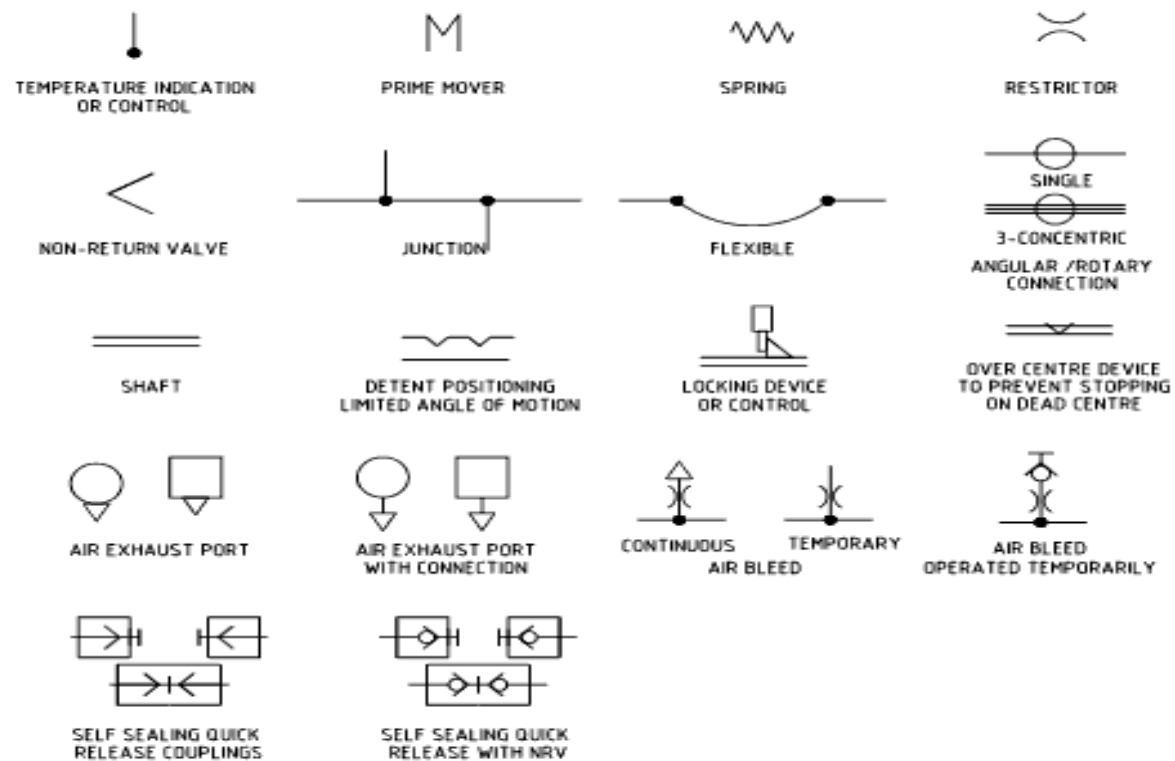 TEMPERATURE INDICATION
OR CONTROL
M
PRIME MOVER
SPRING
RESTRICTOR
NON-RETURN VALVE
JUNCTION
FLEXIBLE
SINGLE
3-CONCENTRIC
ANGULAR /ROTARY
CONNECTION
SHAFT
DETENT POSITIONING
LIMITED ANGLE OF MOTION
LOCKING DEVICE
OR CONTROL
OVER CENTRE DEVICE
TO PREVENT STOPPING
ON DEAD CENTRE
AIR EXHAUST PORT
AIR EXHAUST PORT
WITH CONNECTION
CONTINUOUS
TEMPORARY
AIR BLEED
AIR BLEED
OPERATED TEMPORARILY
SELF SEALING QUICK
RELEASE COUPLINGS
SELF SEALING QUICK
RELEASE WITH NRV